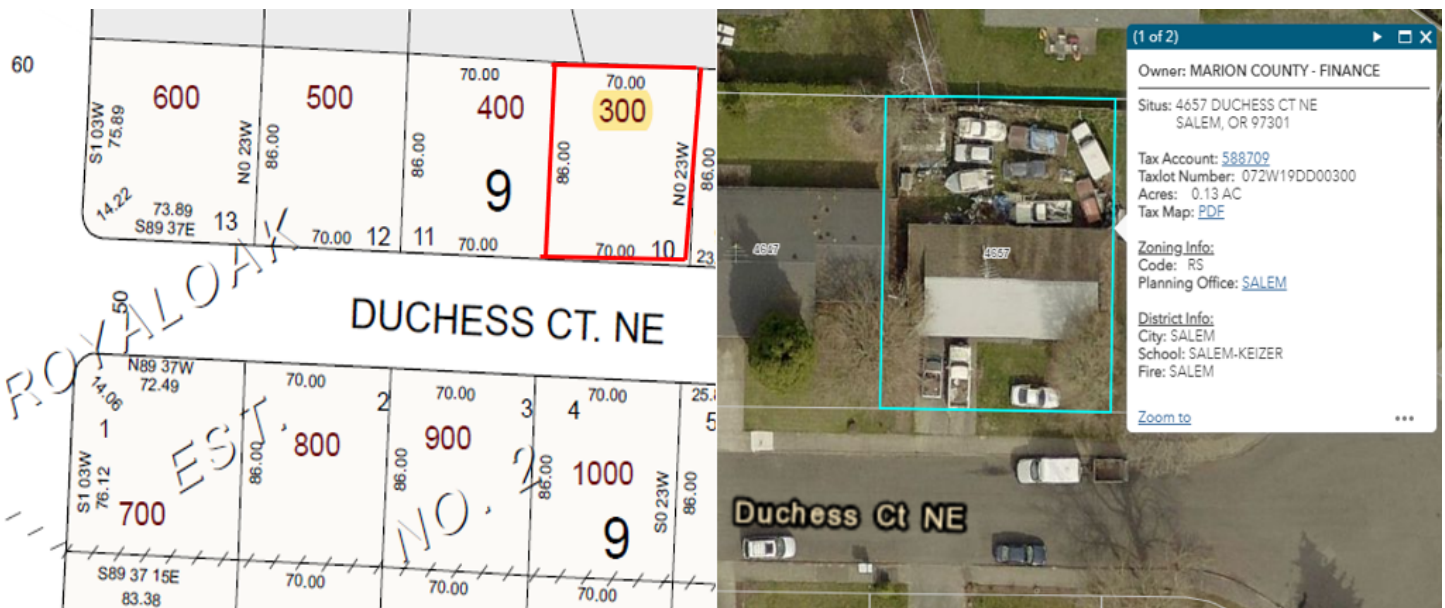 60
600
500
400
300
70.00
70.00
S1 03W
75.89
N0 23W
86.00
86.00
86.00
N0 23W
86.00
9
14.22
73.89
S89 37E
13
70.00
12
11
70.00
70.00
10
23.
50
DUCHESS CT. NE
ROYALOAK
EST.
NO. 2
N89 37W
72.49
14.06
70.00
70.00
70.00
25.8
1
2
3
4
5
S1 03W
76.12
700
86.00
800
86.00
900
86.00
1000
S0 23W
86.00
9
S89 37 15E
83.38
70.00
70.00
70.00
4647
4657
Duchess Ct NE
(1 of 2)
Owner: MARION COUNTY - FINANCE
Situs: 4657 DUCHESS CT NE
SALEM, OR 97301
Tax Account: 588709
Taxlot Number: 072W19DD00300
Acres: 0.13 AC
Tax Map: PDF
Zoning Info:
Code: RS
Planning Office: SALEM
District Info:
City: SALEM
School: SALEM-KEIZER
Fire: SALEM
Zoom to